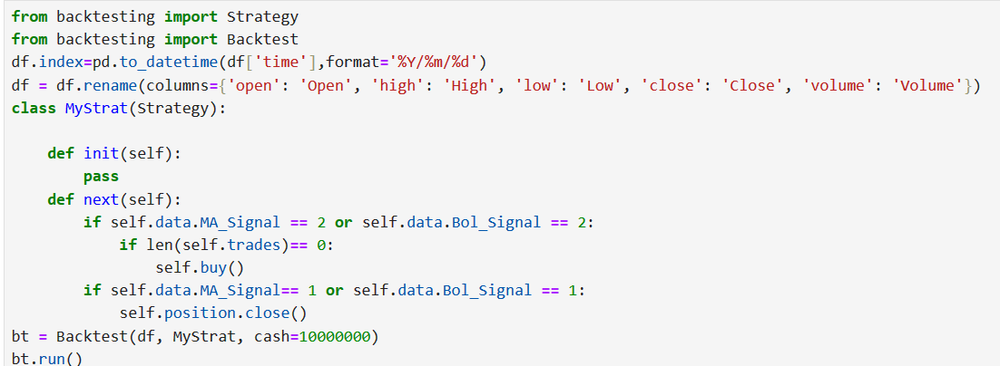 from backtesting import Strategy
from backtesting import Backtest
df.index=pd.to_datetime(df['time'],format='%Y/%m/%d')
df = df.rename(columns={'open': 'Open', 'high': 'High', 'low': 'Low', 'close': 'Close', 'volume': 'Volume'})
class MyStrat(Strategy):

    def init(self):
        pass
    def next(self):
        if self.data.MA_Signal == 2 or self.data.Bol_Signal == 2:
            if len(self.trades)== 0:
                self.buy()
        if self.data.MA_Signal== 1 or self.data.Bol_Signal == 1:
            self.position.close()
bt = Backtest(df, MyStrat, cash=10000000)
bt.run()